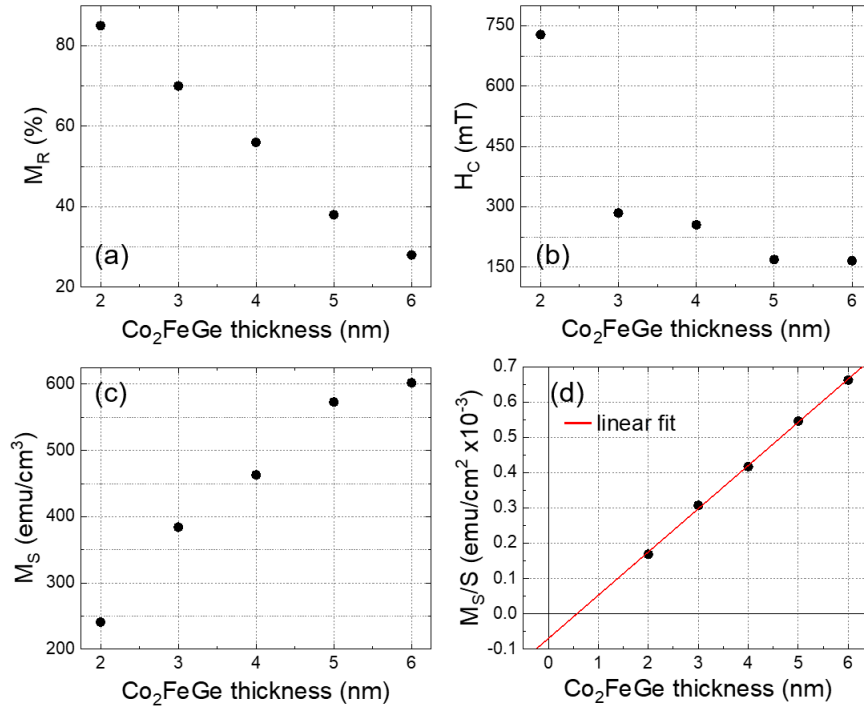 80
60
40
20
M_R (%)
(a)
2 3 4 5 6
Co₂FeGe thickness (nm)
750
600
450
300
150
H_C (mT)
(b)
2 3 4 5 6
Co₂FeGe thickness (nm)
600
500
400
300
200
M_S (emu/cm³)
(c)
2 3 4 5 6
Co₂FeGe thickness (nm)
0.7
0.6
0.5
0.4
0.3
0.2
0.1
0.0
-0.1
M_S/S (emu/cm² x10⁻³)
(d)
linear fit
0 1 2 3 4 5 6
Co₂FeGe thickness (nm)